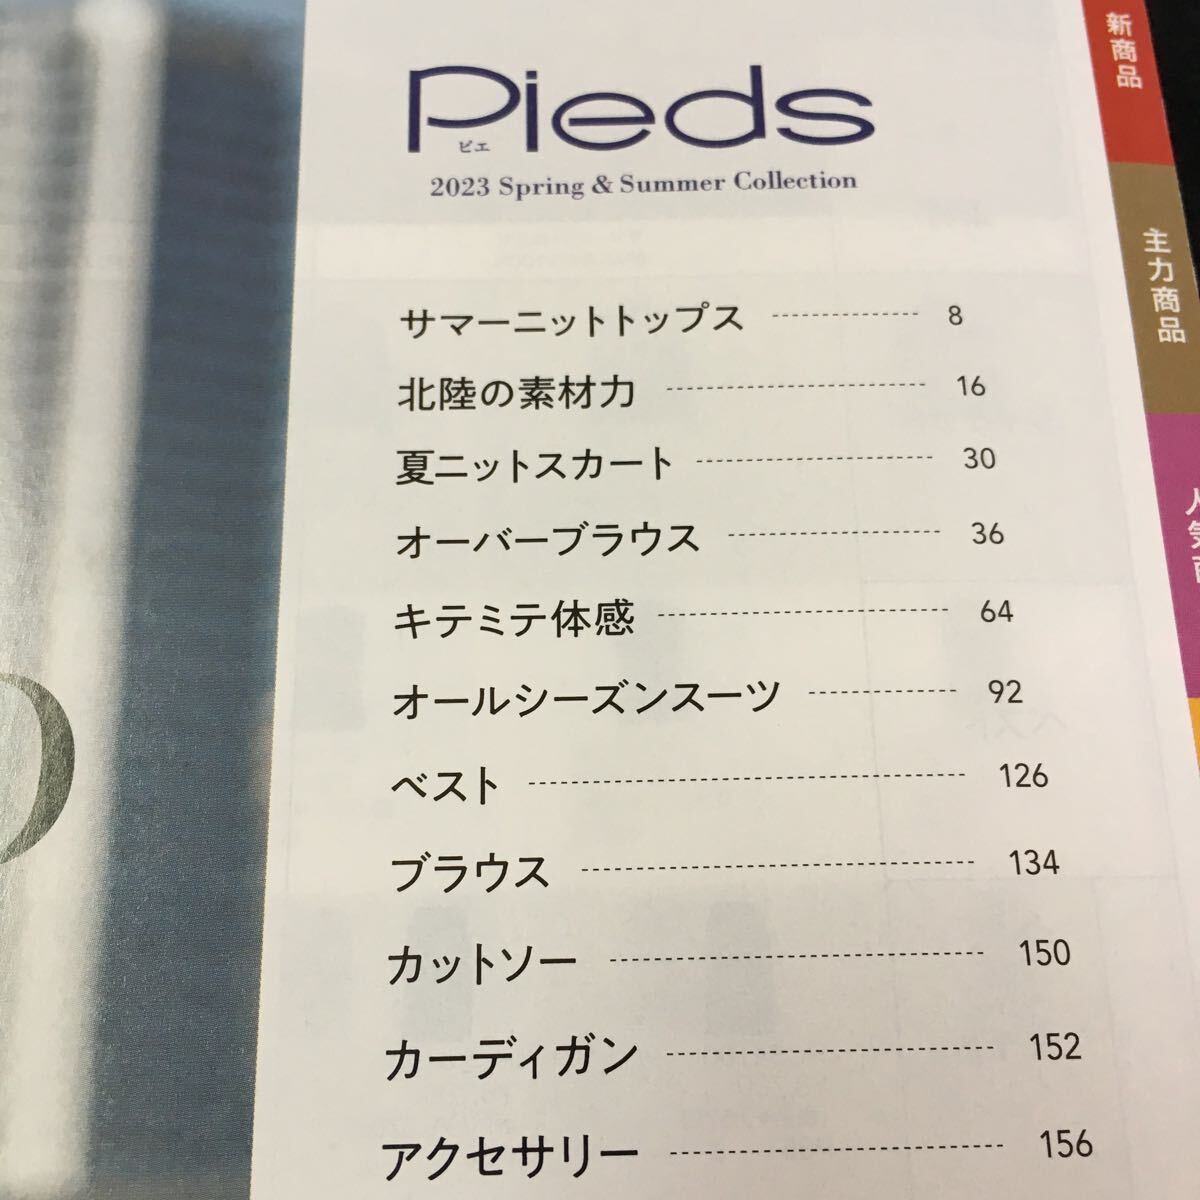 Pieds
ピエ
2023 Spring & Summer Collection
サマーニットトップス 8
北陸の素材力 16
夏ニットスカート 30
オーバーブラウス 36
キテミテ体感 64
オールシーズンスーツ 92
ベスト 126
ブラウス 134
カットソー 150
カーディガン 152
アクセサリー 156
新商品
主力商品